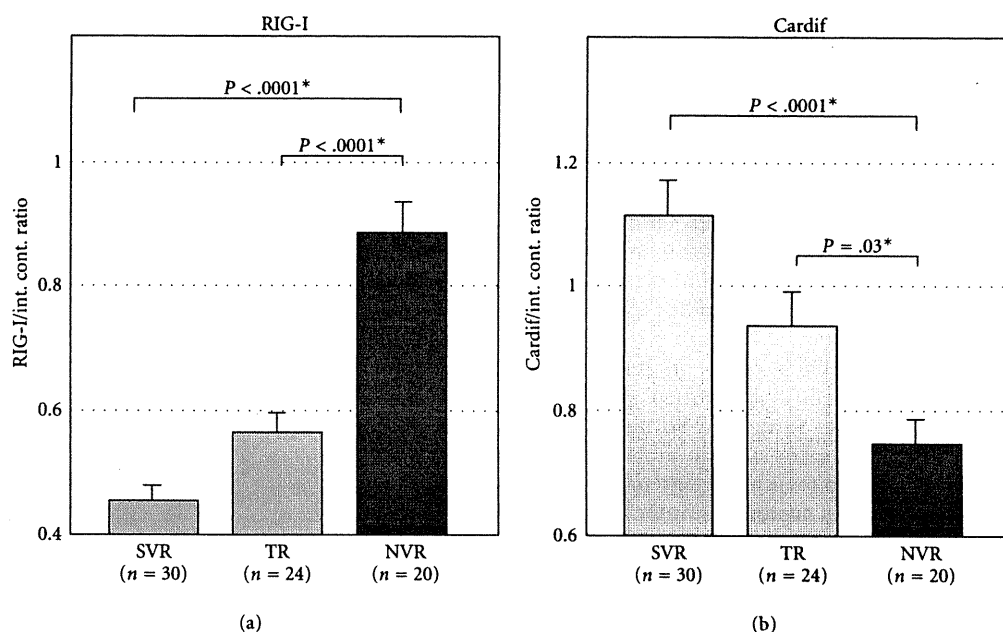 RIG-I
P < .0001*
P < .0001*
1
0.8
0.6
0.4
RIG-I/int. cont. ratio
SVR
(n = 30)
TR
(n = 24)
NVR
(n = 20)
(a)
Cardif
P < .0001*
P = .03*
1.2
1
0.8
0.6
Cardif/int. cont. ratio
SVR
(n = 30)
TR
(n = 24)
NVR
(n = 20)
(b)